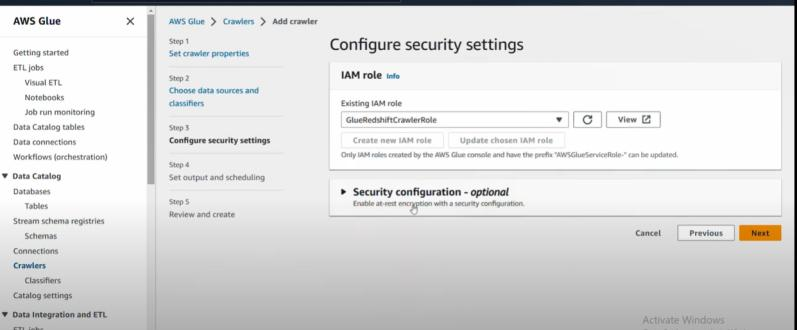 AWS Glue
Getting started
ETL jobs
Visual ETL
Notebooks
Job run monitoring
Data Catalog tables
Data connections
Workflows (orchestration)
Data Catalog
Databases
Tables
Stream schema registries
Schemas
Connections
Crawlers
Classifiers
Catalog settings
Data Integration and ETL
ETL jobs
AWS Glue > Crawlers > Add crawler
Step 1
Set crawler properties
Step 2
Choose data sources and
classifiers
Step 3
Configure security settings
Step 4
Set output and scheduling
Step 5
Review and create
Configure security settings
IAM role Info
Existing IAM role
GlueRedshiftCrawlerRole
View
Create new IAM role Update chosen IAM role
Only IAM roles created by the AWS Glue console and have the prefix "AWSGlueServiceRole-" can be updated.
Security configuration - optional
Enable at-rest encryption with a security configuration.
Cancel Previous Next
Activate Windows